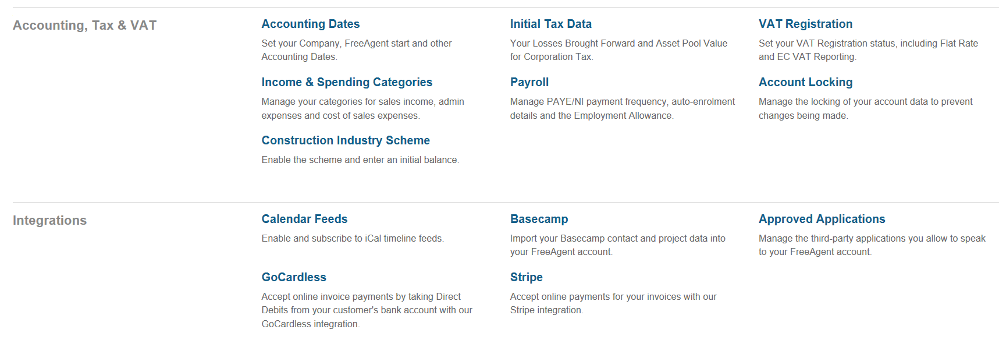 Accounting, Tax & VAT
Accounting Dates
Set your Company, FreeAgent start and other
Accounting Dates.
Initial Tax Data
Your Losses Brought Forward and Asset Pool Value
for Corporation Tax.
VAT Registration
Set your VAT Registration status, including Flat Rate
and EC VAT Reporting.
Income & Spending Categories
Manage your categories for sales income, admin
expenses and cost of sales expenses.
Payroll
Manage PAYE/NI payment frequency, auto-enrolment
details and the Employment Allowance.
Account Locking
Manage the locking of your account data to prevent
changes being made.
Construction Industry Scheme
Enable the scheme and enter an initial balance.
Integrations
Calendar Feeds
Enable and subscribe to iCal timeline feeds.
Basecamp
Import your Basecamp contact and project data into
your FreeAgent account.
Approved Applications
Manage the third-party applications you allow to speak
to your FreeAgent account.
GoCardless
Accept online invoice payments by taking Direct
Debits from your customer's bank account with our
GoCardless integration.
Stripe
Accept online payments for your invoices with our
Stripe integration.